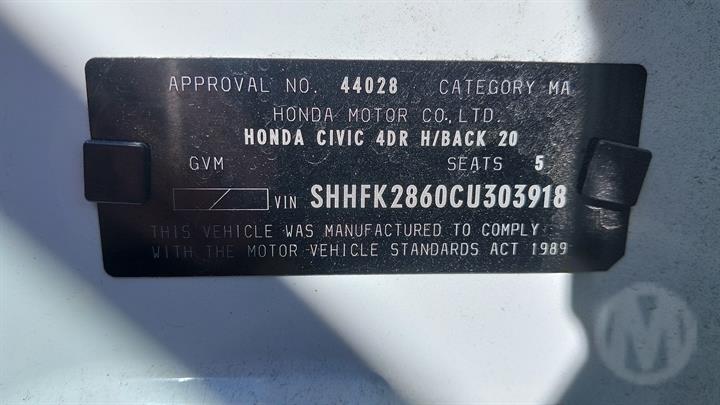 APPROVAL NO. 44028 CATEGORY MA
HONDA MOTOR CO.,LTD.
HONDA CIVIC 4DR H/BACK 20
GVM SEATS 5
VIN SHHFK2860CU303918
THIS VEHICLE WAS MANUFACTURED TO COMPLY
WITH THE MOTOR VEHICLE STANDARDS ACT 1989
M